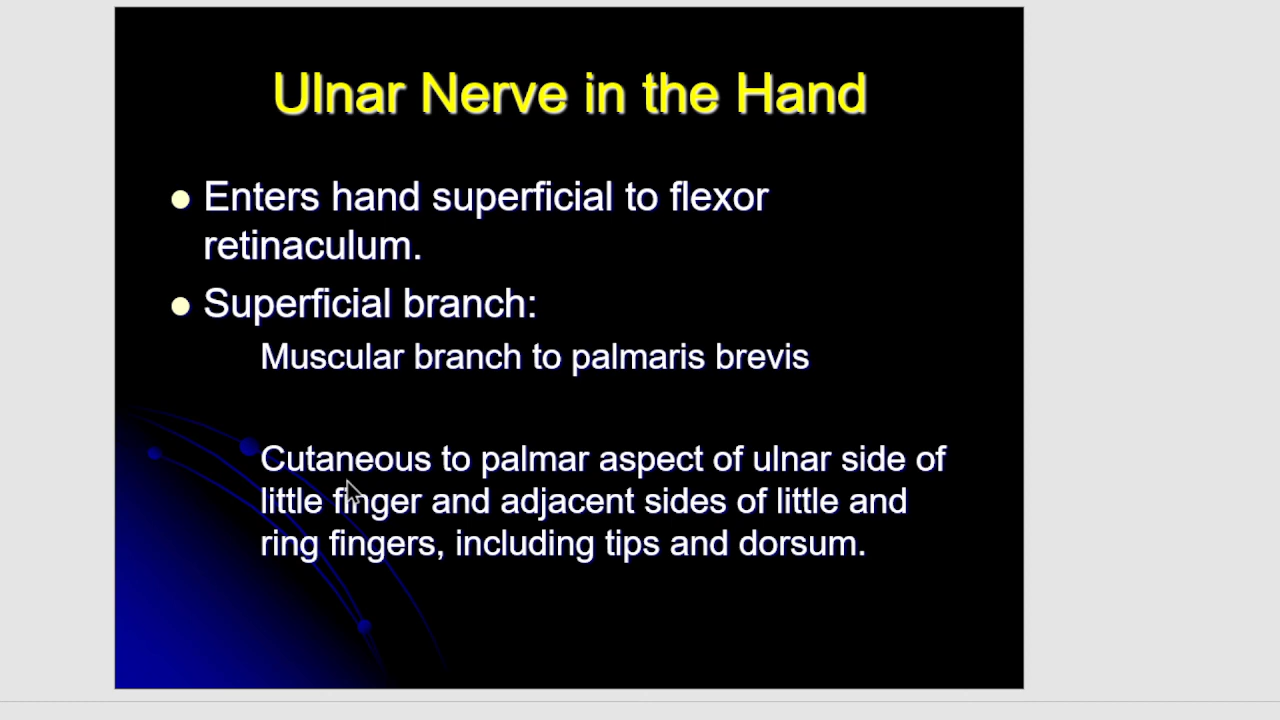 Ulnar Nerve in the Hand
Enters hand superficial to flexor
retinaculum.
Superficial branch:
Muscular branch to palmaris brevis
Cutaneous to palmar aspect of ulnar side of
little finger and adjacent sides of little and
ring fingers, including tips and dorsum.